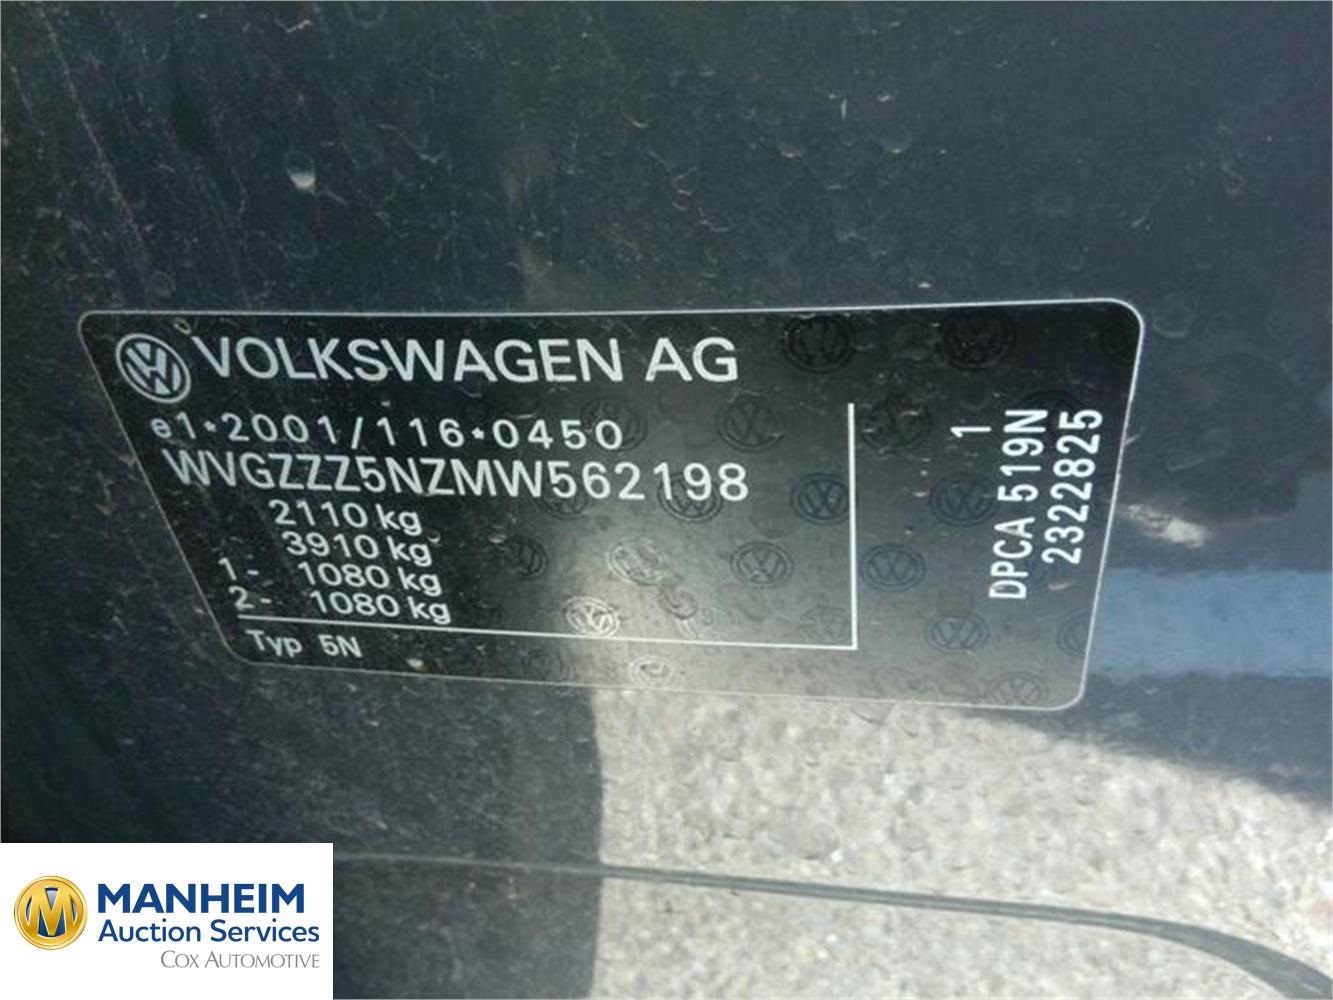 VOLKSWAGEN AG
e1*2001/116*0450
WVGZZZ5NZMW562198
2110 kg
3910 kg
1- 1080 kg
2- 1080 kg
Typ 5N
1
DPCA 519N
23222825
MANHEIM
Auction Services
COX AUTOMOTIVE